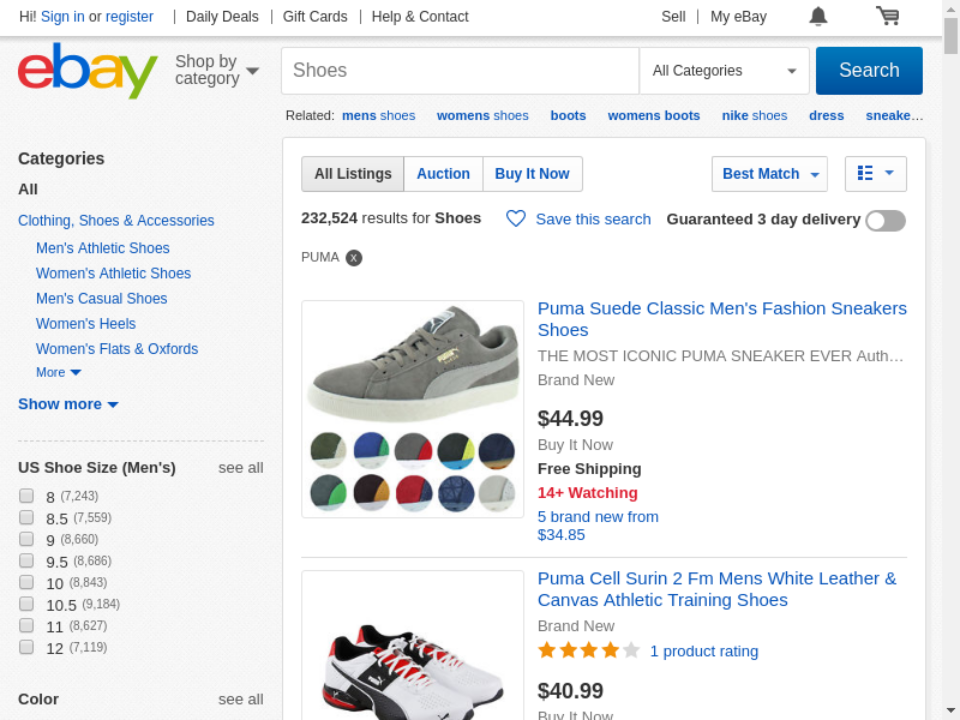 Hi! Sign in or register | Daily Deals | Gift Cards | Help & Contact Sell | My eBay
ebay Shop by category Shoes All Categories Search
Related: mens shoes womens shoes boots womens boots nike shoes dress sneake…
Categories
All
Clothing, Shoes & Accessories
Men's Athletic Shoes
Women's Athletic Shoes
Men's Casual Shoes
Women's Heels
Women's Flats & Oxfords
More
Show more
US Shoe Size (Men's) see all
8 (7,243)
8.5 (7,559)
9 (8,660)
9.5 (8,686)
10 (8,843)
10.5 (9,184)
11 (8,627)
12 (7,119)
Color see all
All Listings Auction Buy It Now Best Match
232,524 results for Shoes Save this search Guaranteed 3 day delivery
PUMA X
Puma Suede Classic Men's Fashion Sneakers
Shoes
THE MOST ICONIC PUMA SNEAKER EVER Auth…
Brand New
$44.99
Buy It Now
Free Shipping
14+ Watching
5 brand new from
$34.85
Puma Cell Surin 2 Fm Mens White Leather &
Canvas Athletic Training Shoes
Brand New
1 product rating
$40.99
Buy It Now